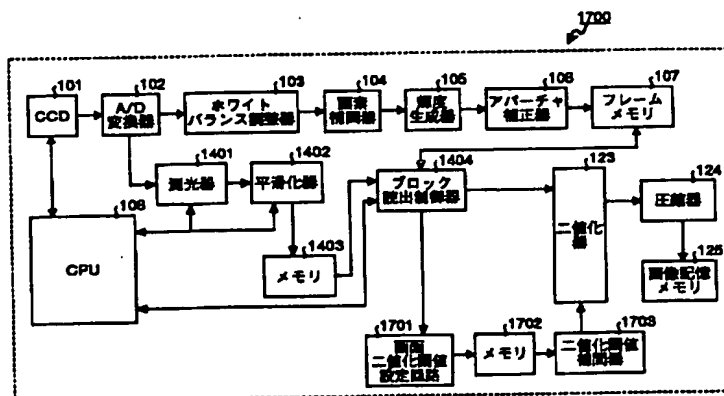 1700
101
CCD
102
A/D
変換器
103
ホワイト
バランス調整器
104
画素
補間器
105
輝度
生成器
106
アパーチャ
補正器
107
フレーム
メモリ
108
CPU
1401
測光器
1402
平滑化器
1403
メモリ
1404
ブロック
読出制御器
123
二値化
器
124
圧縮器
125
画像記憶
メモリ
1701
画面
二値化閾値
設定回路
1702
メモリ
1703
二値化閾値
補間器